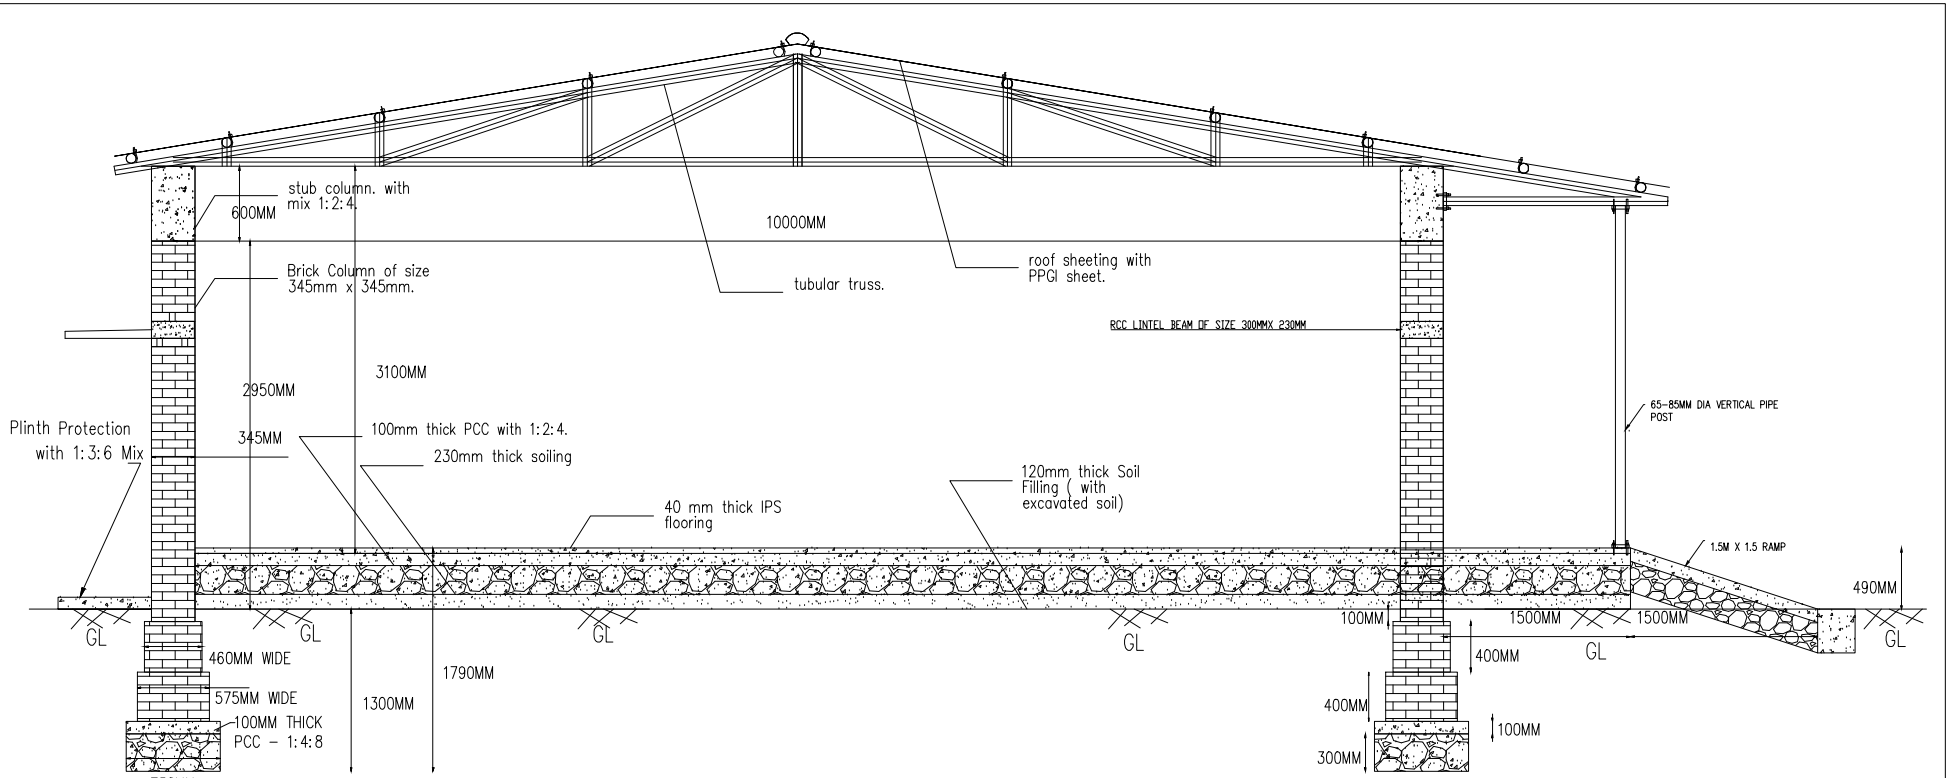 stub column. with
mix 1:2:4.
600MM
10000MM
Brick Column of size
345mm x 345mm.
tubular truss.
roof sheeting with
PPGI sheet.
RCC LINTEL BEAM OF SIZE 300MMX 230MM
3100MM
2950MM
65-85MM DIA VERTICAL PIPE
POST
Plinth Protection
with 1:3:6 Mix
345MM
100mm thick PCC with 1:2:4.
230mm thick soiling
120mm thick Soil
Filling ( with
excavated soil)
40 mm thick IPS
flooring
1.5M X 1.5 RAMP
490MM
100MM
1500MM
1500MM
GL
GL
GL
GL
GL
GL
460MM WIDE
400MM
1790MM
575MM WIDE
1300MM
400MM
100MM THICK
PCC - 1:4:8
100MM
300MM